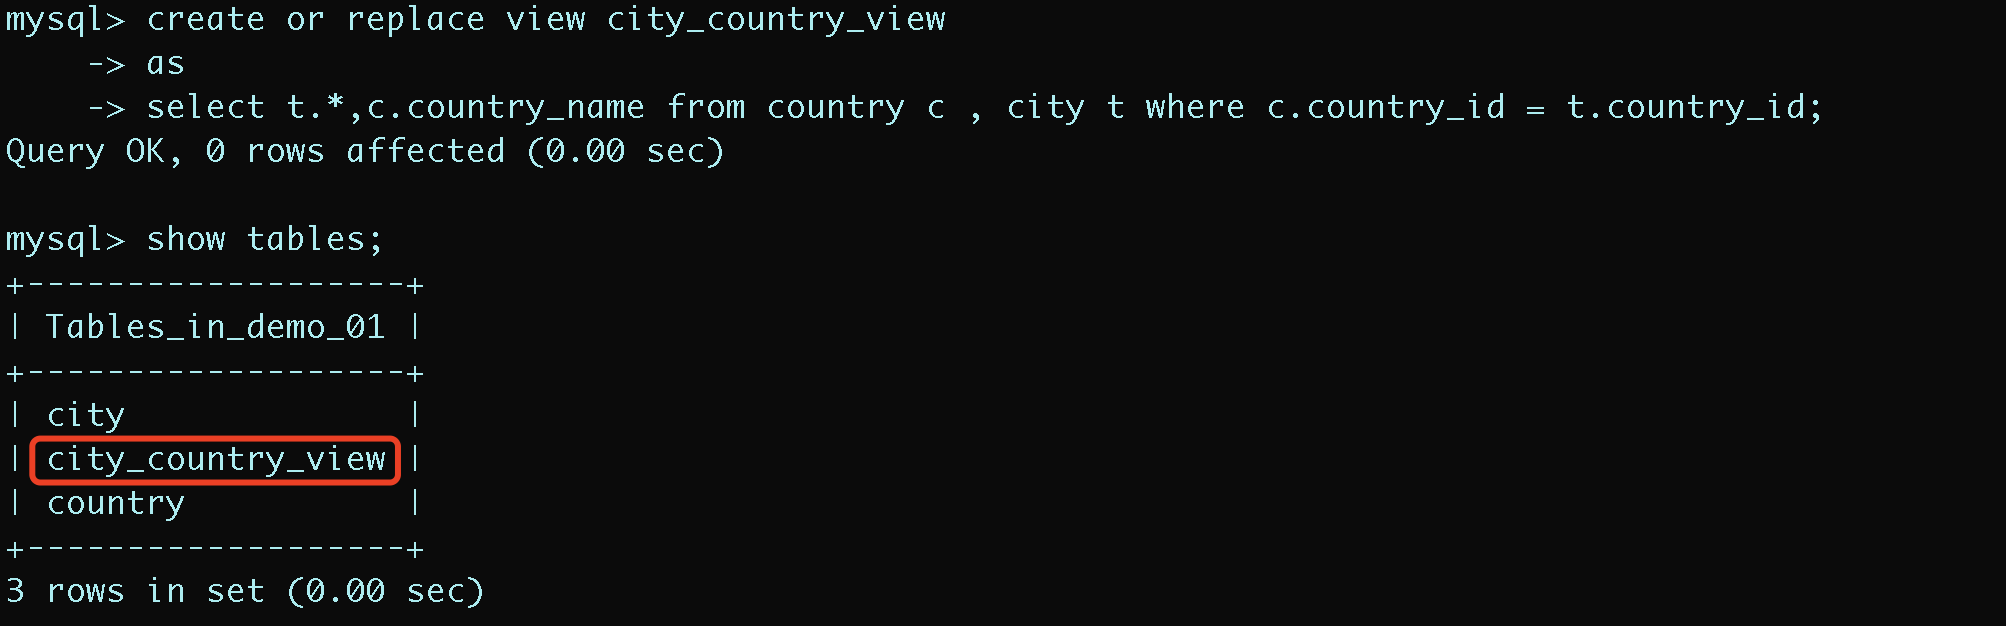 mysql> create or replace view city_country_view
    -> as
    -> select t.*,c.country_name from country c , city t where c.country_id = t.country_id;
Query OK, 0 rows affected (0.00 sec)

mysql> show tables;
+-------------------+
| Tables_in_demo_01 |
+-------------------+
| city              |
| city_country_view |
| country           |
+-------------------+
3 rows in set (0.00 sec)